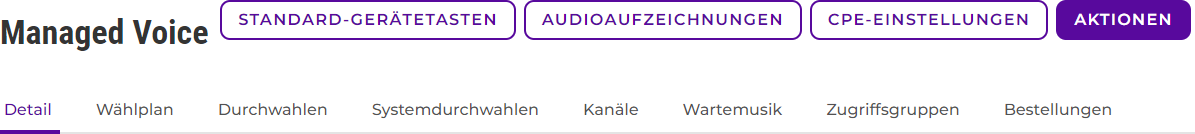 Managed Voice STANDARD-GERÄTETASTEN AUDIOAUFZEICHNUNGEN CPE-EINSTELLUNGEN AKTIONEN
Detail Wählplan Durchwahlen Systemdurchwahlen Kanäle Wartemusik Zugriffsgruppen Bestellungen